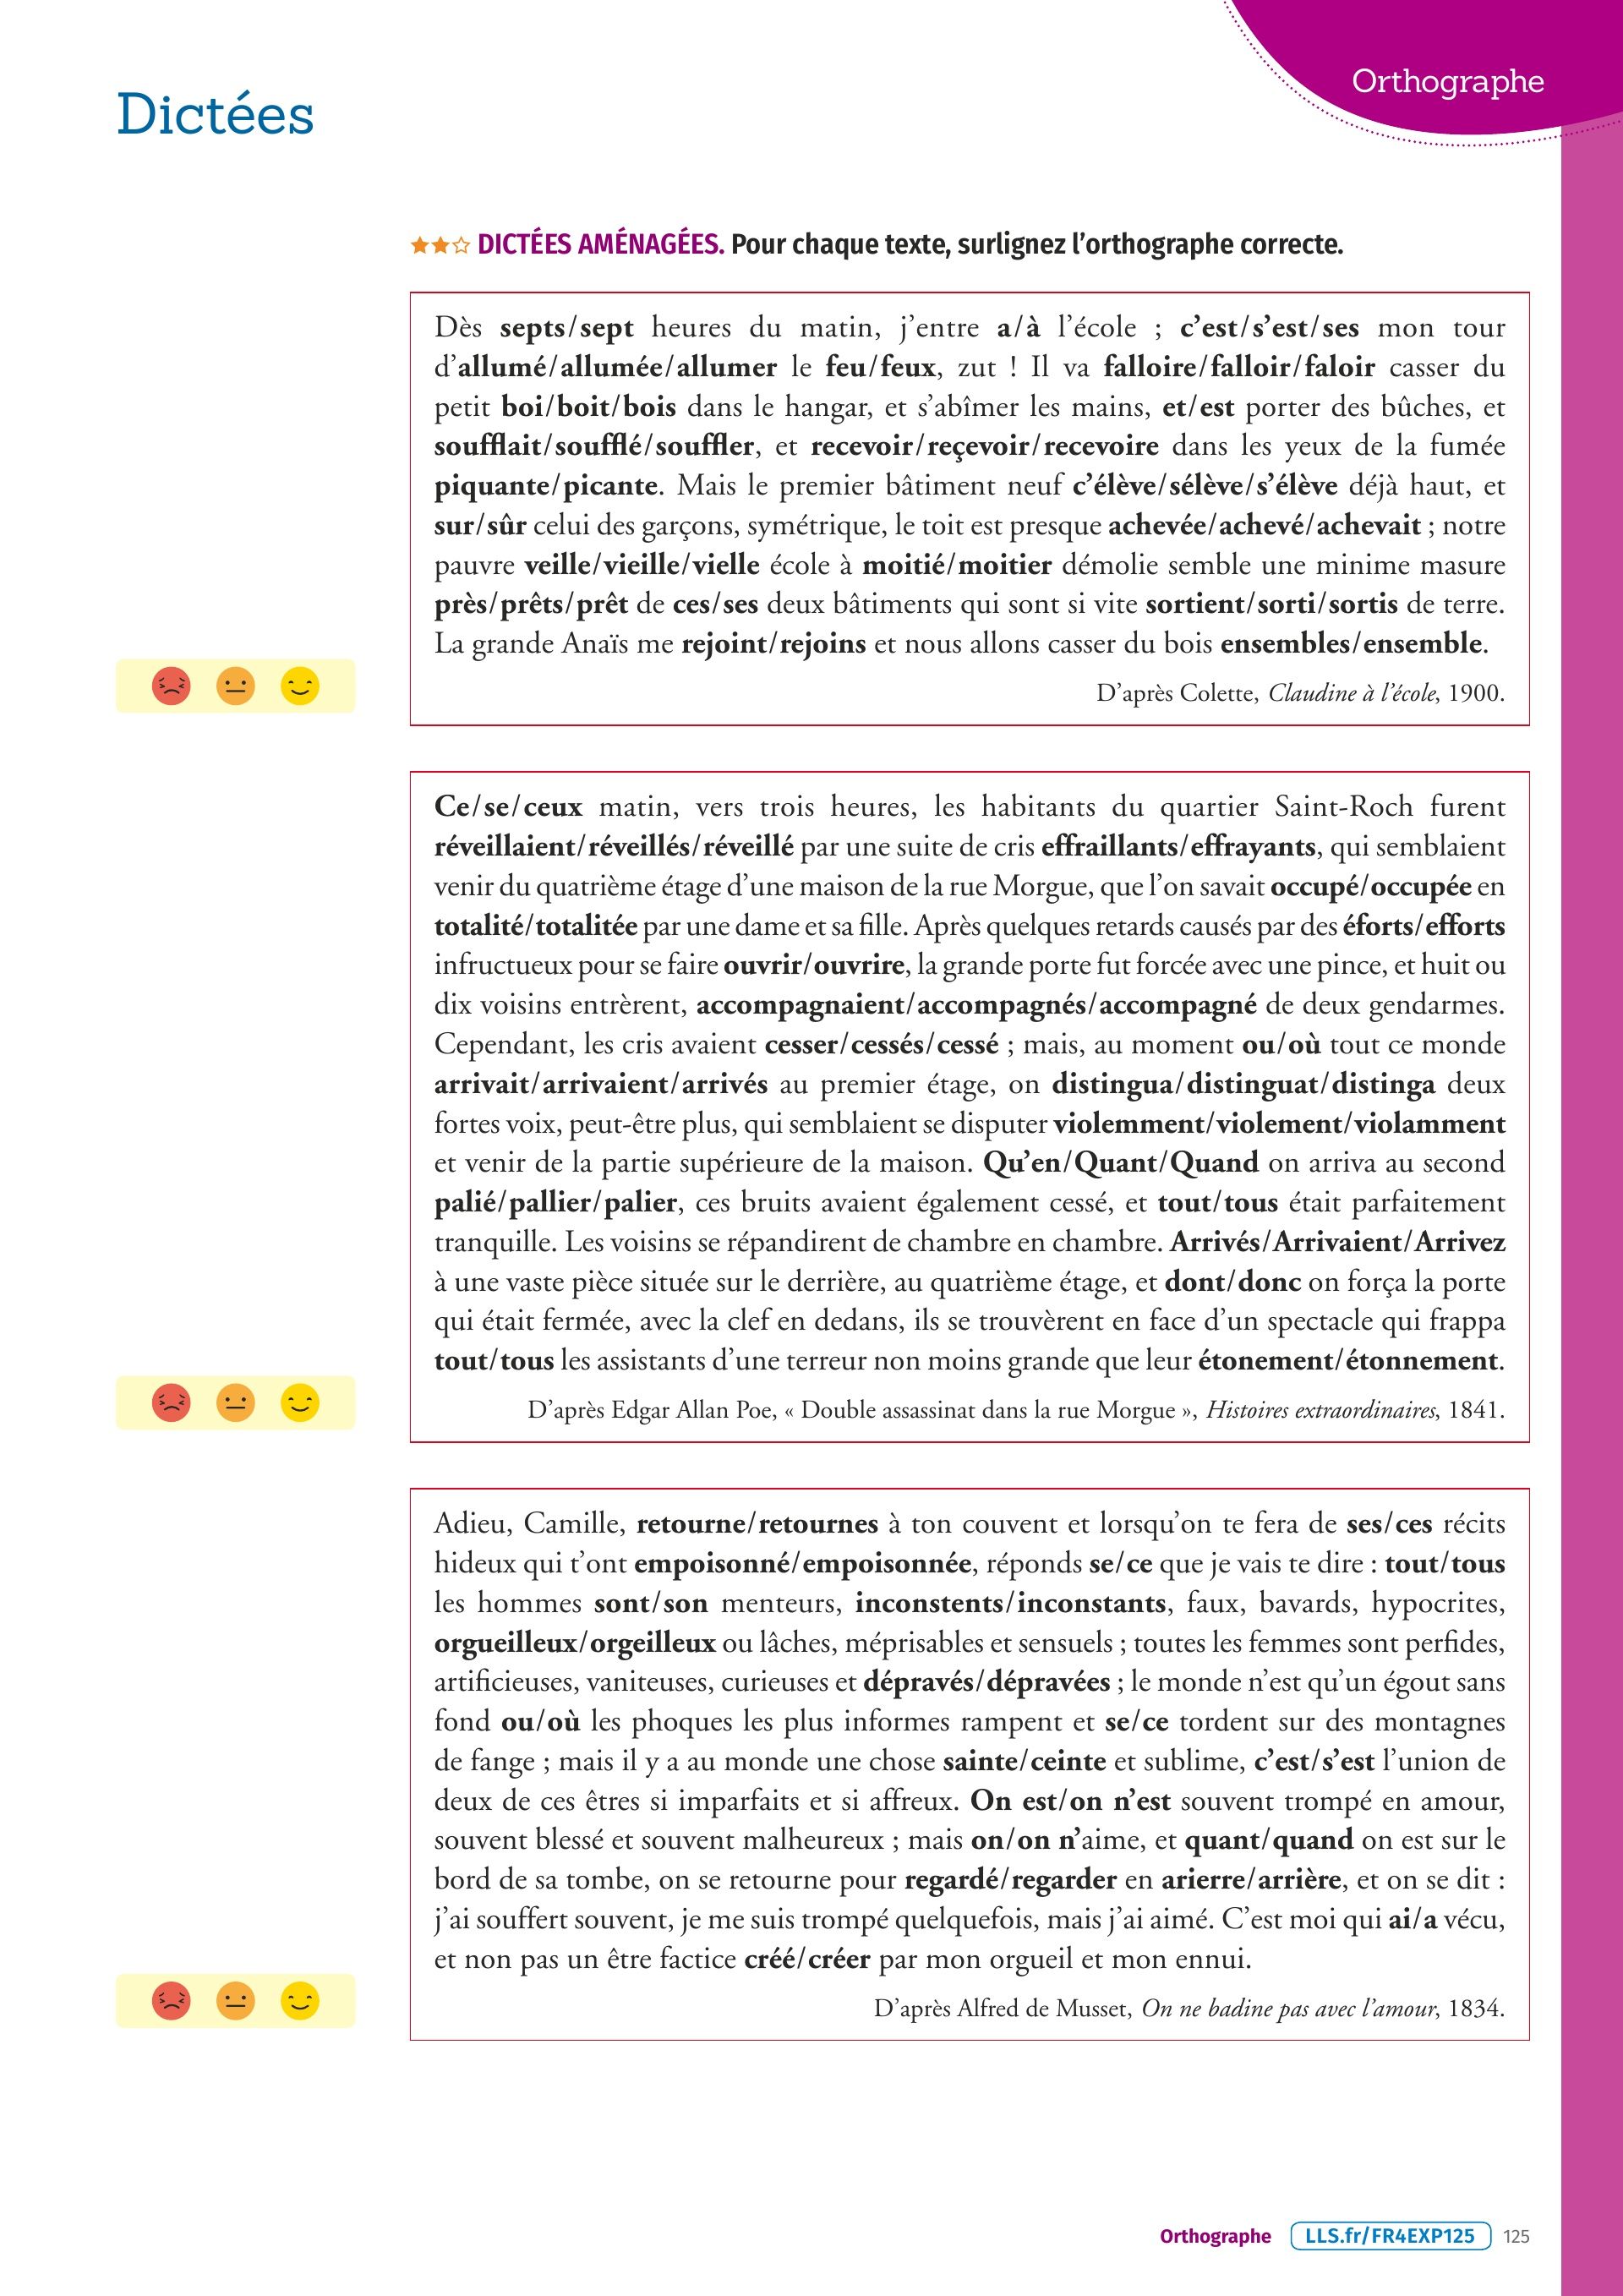 Orthographe
Dictées
★★☆ DICTÉES AMÉNAGÉES. Pour chaque texte, surlignez l’orthographe correcte.
Dès septs/sept heures du matin, j’entre a/à l’école ; c’est/s’est/ses mon tour
d’allumé/allumée/allumer le feu/feux, zut ! Il va falloire/falloir/faloir casser du
petit boi/boit/bois dans le hangar, et s’abîmer les mains, et/est porter des bûches, et
soufflait/soufflé/souffler, et recevoir/reçevoir/recevoire dans les yeux de la fumée
piquante/picante. Mais le premier bâtiment neuf c’élève/sélève/s’élève déjà haut, et
sur/sûr celui des garçons, symétrique, le toit est presque achevée/achevé/achevait ; notre
pauvre veille/vieille/vielle école à moitié/moitier démolie semble une minime masure
près/prêts/prêt de ces/ses deux bâtiments qui sont si vite sortient/sorti/sortis de terre.
La grande Anaïs me rejoint/rejoins et nous allons casser du bois ensembles/ensemble.
D’après Colette, Claudine à l’école, 1900.
Ce/se/ceux matin, vers trois heures, les habitants du quartier Saint-Roch furent
réveillaient/réveillés/réveillé par une suite de cris effraillants/effrayants, qui semblaient
venir du quatrième étage d’une maison de la rue Morgue, que l’on savait occupé/occupée en
totalité/totalitée par une dame et sa fille. Après quelques retards causés par des éforts/efforts
infructueux pour se faire ouvrir/ouvrire, la grande porte fut forcée avec une pince, et huit ou
dix voisins entrèrent, accompagnaient/accompagnés/accompagné de deux gendarmes.
Cependant, les cris avaient cesser/cessés/cessé ; mais, au moment ou/où tout ce monde
arrivait/arrivaient/arrivés au premier étage, on distingua/distinguat/distinga deux
fortes voix, peut-être plus, qui semblaient se disputer violemment/violement/violamment
et venir de la partie supérieure de la maison. Qu’en/Quant/Quand on arriva au second
palié/pallier/palier, ces bruits avaient également cessé, et tout/tous était parfaitement
tranquille. Les voisins se répandirent de chambre en chambre. Arrivés/Arrivaient/Arrivez
à une vaste pièce située sur le derrière, au quatrième étage, et dont/donc on força la porte
qui était fermée, avec la clef en dedans, ils se trouvèrent en face d’un spectacle qui frappa
tout/tous les assistants d’une terreur non moins grande que leur étonement/étonnement.
D’après Edgar Allan Poe, « Double assassinat dans la rue Morgue », Histoires extraordinaires, 1841.
Adieu, Camille, retourne/retournes à ton couvent et lorsqu’on te fera de ses/ces récits
hideux qui t’ont empoisonné/empoisonnée, réponds se/ce que je vais te dire : tout/tous
les hommes sont/son menteurs, inconstents/inconstants, faux, bavards, hypocrites,
orgueilleux/orgeilleux ou lâches, méprisables et sensuels ; toutes les femmes sont perfides,
artificieuses, vaniteuses, curieuses et dépravés/dépravées ; le monde n’est qu’un égout sans
fond ou/où les phoques les plus informes rampent et se/ce tordent sur des montagnes
de fange ; mais il y a au monde une chose sainte/ceinte et sublime, c’est/s’est l’union de
deux de ces êtres si imparfaits et si affreux. On est/on n’est souvent trompé en amour,
souvent blessé et souvent malheureux ; mais on/on n’aime, et quant/quand on est sur le
bord de sa tombe, on se retourne pour regardé/regarder en arierre/arrière, et on se dit :
j’ai souffert souvent, je me suis trompé quelquefois, mais j’ai aimé. C’est moi qui ai/a vécu,
et non pas un être factice créé/créer par mon orgueil et mon ennui.
D’après Alfred de Musset, On ne badine pas avec l’amour, 1834.
Orthographe LLS.fr/FR4EXP125 125